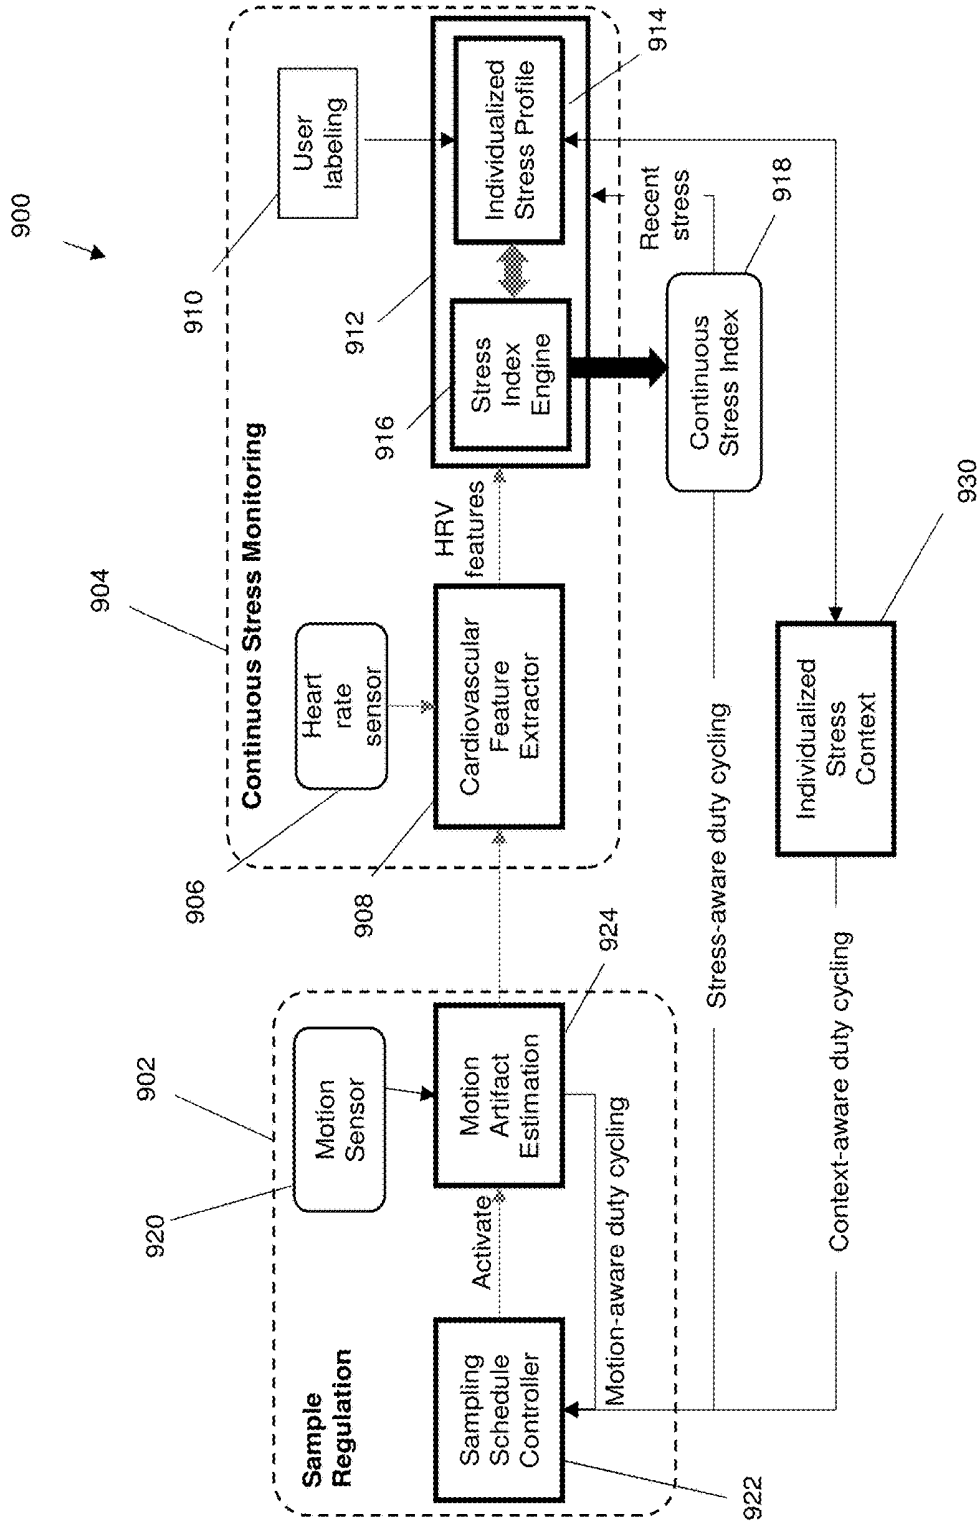 900
902
Sample
Regulation
920
Motion
Sensor
Sampling
Schedule
Controller
922
Activate
Motion
Artifact
Estimation
924
Motion-aware duty cycling
904
Continuous Stress Monitoring
906
Heart
rate
sensor
908
Cardiovascular
Feature
Extractor
HRV
features
910
User
labeling
912
916
Stress
Index
Engine
Individualized
Stress Profile
914
Recent
stress
918
Continuous
Stress Index
Stress-aware duty cycling
930
Individualized
Stress
Context
Context-aware duty cycling